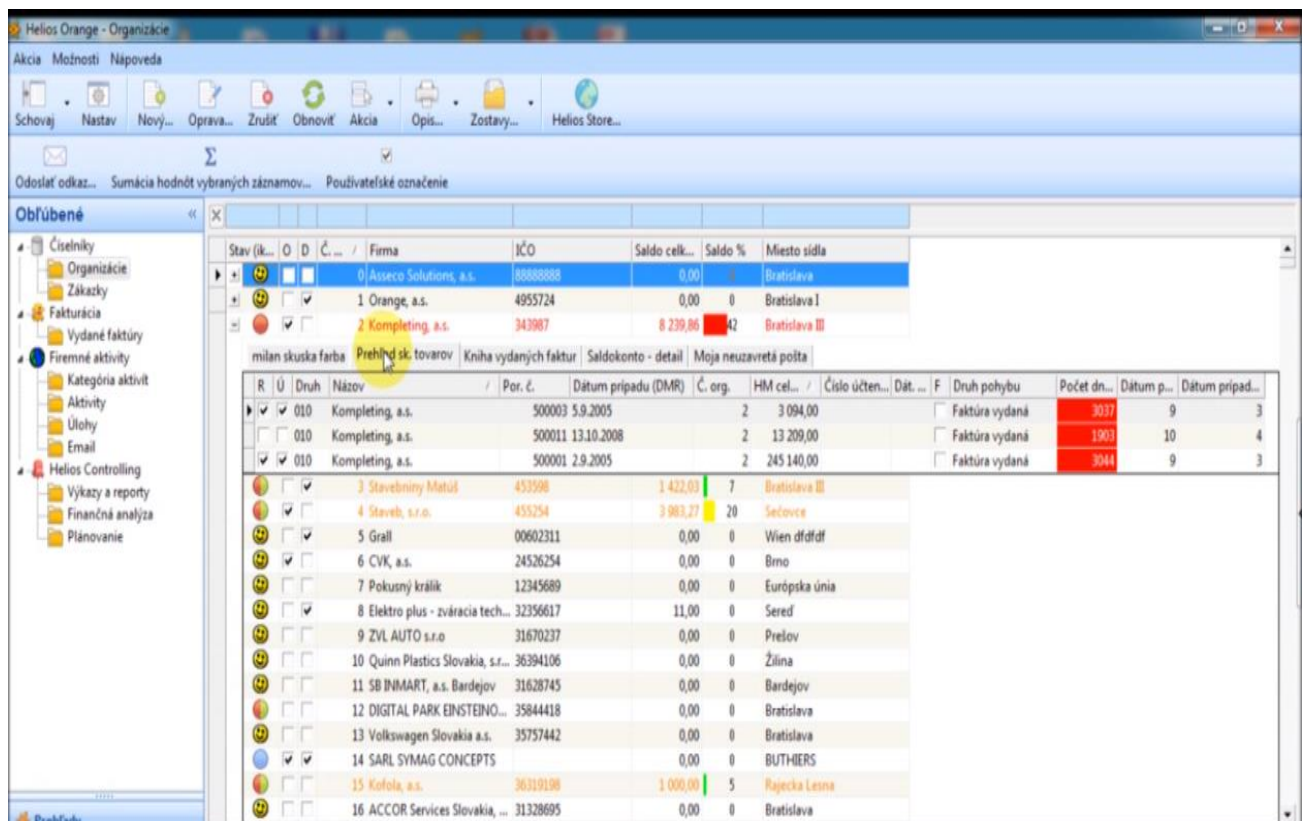 Helios Orange - Organizácie
Akcia Možnosti Nápoveda
Schovaj Nastav Nový... Oprava... Zrušiť Obnoviť Akcia Opis... Zostavy... Helios Store...
Odoslať odkaz... Sumácia hodnôt vybraných záznamov... Používateľské označenie
Obľúbené
Číselníky
Organizácie
Zákazky
Fakturácia
Vydané faktúry
Firemné aktivity
Kategória aktivít
Aktivity
Úlohy
Email
Helios Controlling
Výkazy a reporty
Finančná analýza
Plánovanie
Prehľady
Stav (ik... O D Č. ... Firma IČO Saldo celk... Saldo % Miesto sídla
0 Asseco Solutions, a.s. 88888888 0,00 Bratislava
1 Orange, a.s. 4955724 0,00 0 Bratislava I
2 Kompleting, a.s. 343987 8 239,86 42 Bratislava III
milan skuska farba Prehľad sk. tovarov Kniha vydaných faktur Saldokonto - detail Moja neuzavretá pošta
R Ú Druh Názov Por. č. Dátum prípadu (DMR) Č. org. HM cel... Číslo účten... Dát. ... F Druh pohybu Počet dn... Dátum p... Dátum prípad...
010 Kompleting, a.s. 500003 5.9.2005 2 3 094,00 Faktúra vydaná 3037 9 3
010 Kompleting, a.s. 500011 13.10.2008 2 13 209,00 Faktúra vydaná 1903 10 4
010 Kompleting, a.s. 500001 2.9.2005 2 245 140,00 Faktúra vydaná 3044 9 3
3 Stavebniny Matúš 453598 1 422,03 7 Bratislava III
4 Staveb, s.r.o. 455254 3 983,27 20 Sečovce
5 Grall 00602311 0,00 0 Wien dfdfdf
6 CVK, a.s. 24526254 0,00 0 Brno
7 Pokusný králik 12345689 0,00 0 Európska únia
8 Elektro plus - zváracia tech... 32356617 11,00 0 Sereď
9 ZVL AUTO s.r.o 31670237 0,00 0 Prešov
10 Quinn Plastics Slovakia, s.r... 36394106 0,00 0 Žilina
11 SB INMART, a.s. Bardejov 31628745 0,00 0 Bardejov
12 DIGITAL PARK EINSTEINO... 35844418 0,00 0 Bratislava
13 Volkswagen Slovakia a.s. 35757442 0,00 0 Bratislava
14 SARL SYMAG CONCEPTS 0,00 0 BUTHIERS
15 Kofola, a.s. 36319198 1 000,00 5 Rajecka Lesna
16 ACCOR Services Slovakia, ... 31328695 0,00 0 Bratislava